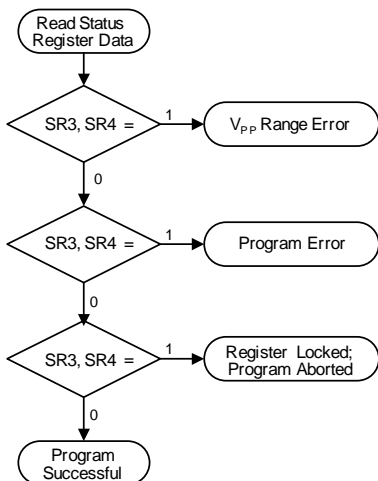 Read Status
Register Data
SR3, SR4 =
1
V_PP Range Error
0
SR3, SR4 =
1
Program Error
0
SR3, SR4 =
1
Register Locked;
Program Aborted
0
Program
Successful